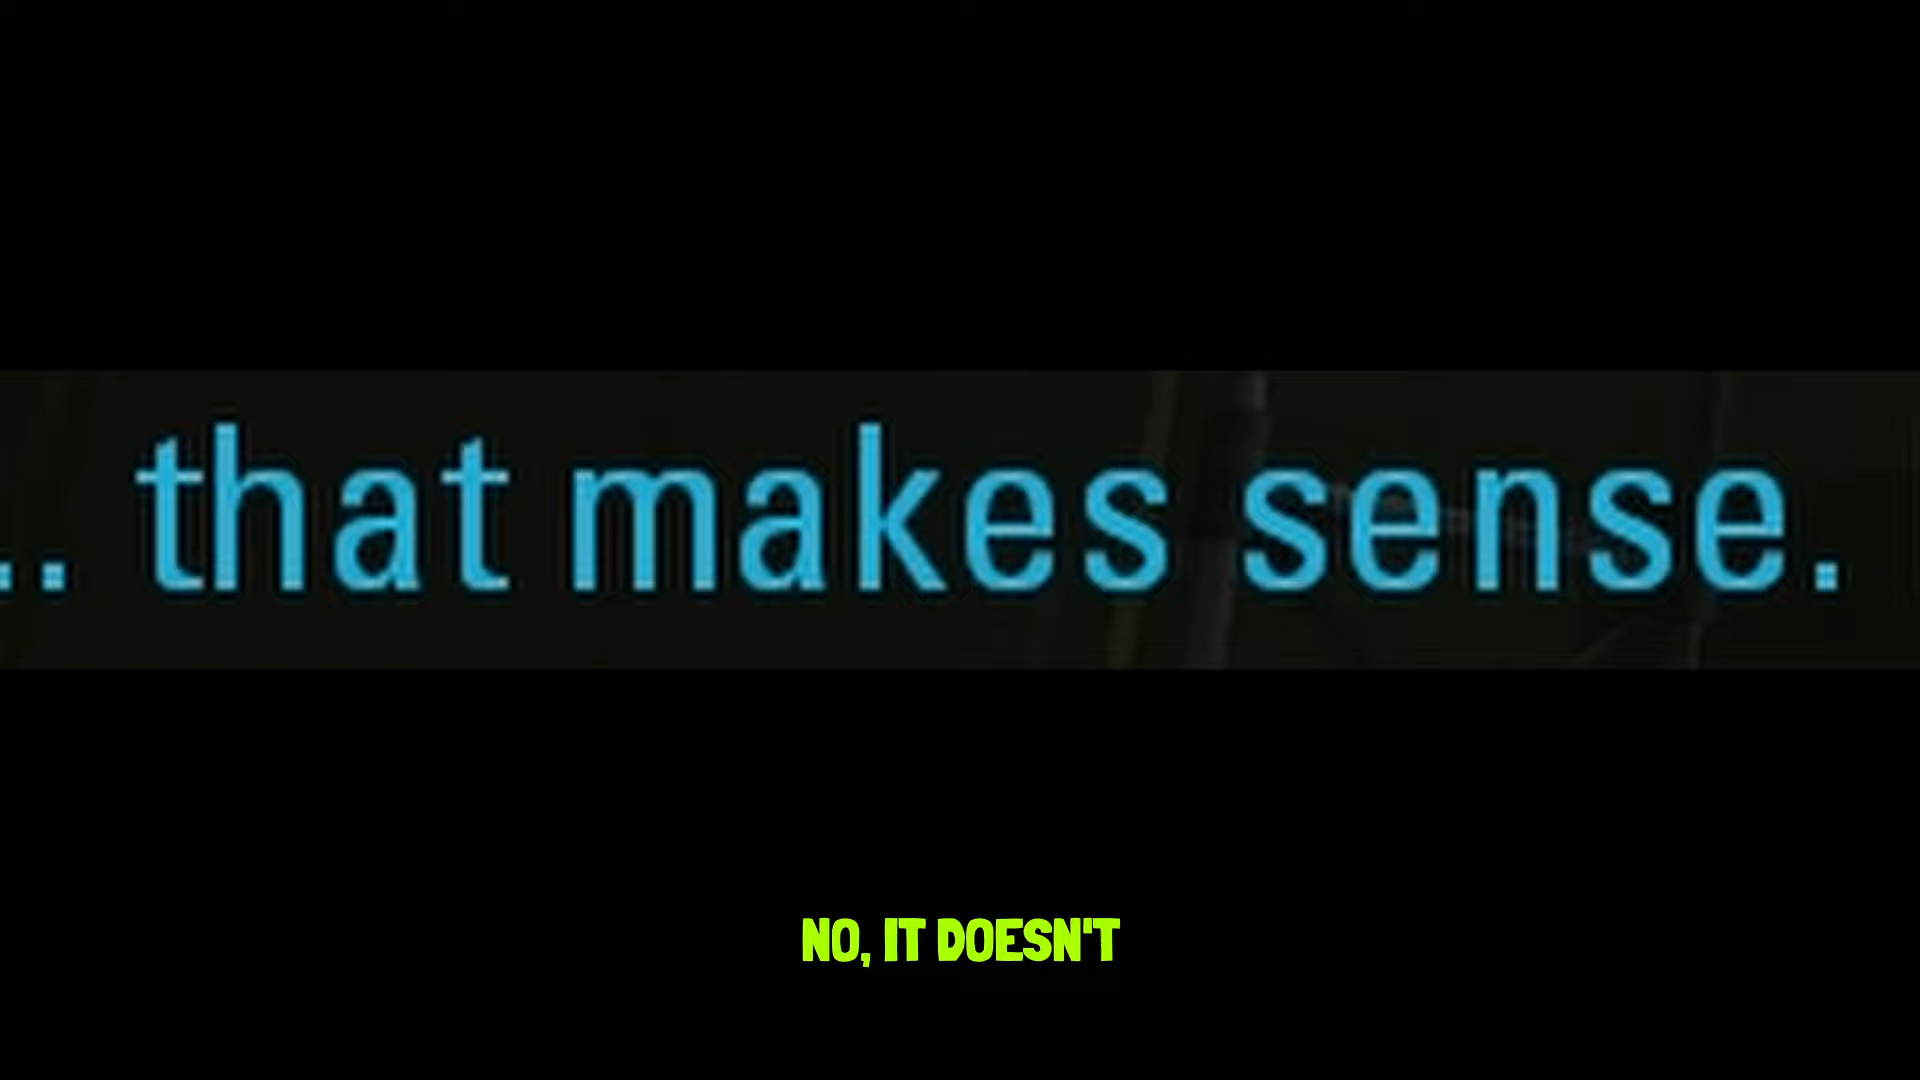 .. that makes sense.
NO, IT DOESN'T